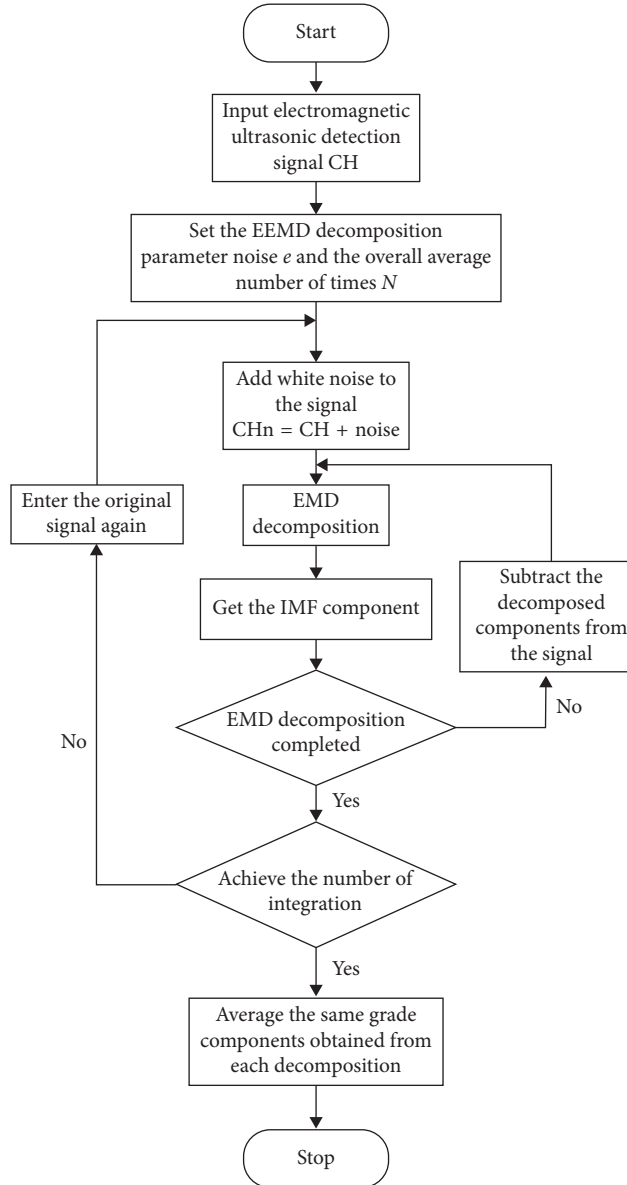 Start
Input electromagnetic
ultrasonic detection
signal CH
Set the EEMD decomposition
parameter noise e and the overall average
number of times N
Add white noise to
the signal
CHn = CH + noise
Enter the original
signal again
EMD
decomposition
Subtract the
decomposed
components from
the signal
Get the IMF component
EMD decomposition
completed
No
No
Yes
Achieve the number of
integration
Yes
Average the same grade
components obtained from
each decomposition
Stop